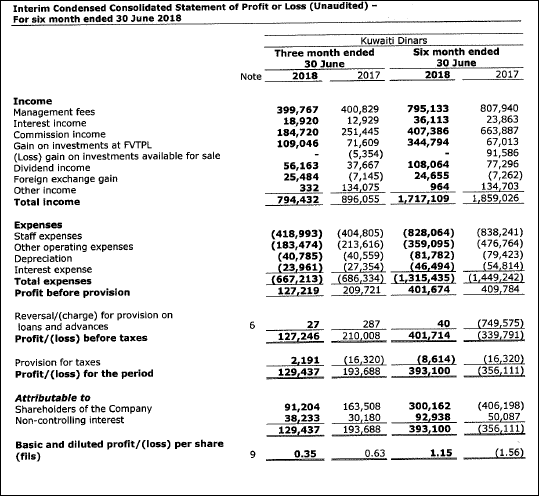 Interim Condensed Consolidated Statement of Profit or Loss (Unaudited) –
For six month ended 30 June 2018
Kuwaiti Dinars
Three month ended Six month ended
30 June 30 June
Note 2018 2017 2018 2017
Income
Management fees 399,767 400,829 795,133 807,940
Interest income 18,920 12,929 36,113 23,863
Commission income 184,720 251,445 407,386 663,887
Gain on investments at FVTPL 109,046 71,609 344,794 67,013
(Loss) gain on investments available for sale - (5,354) - 91,586
Dividend income 56,163 37,667 108,064 77,296
Foreign exchange gain 25,484 (7,145) 24,655 (7,262)
Other income 332 134,075 964 134,703
Total income 794,432 896,055 1,717,109 1,859,026
Expenses
Staff expenses (418,993) (404,805) (828,064) (838,241)
Other operating expenses (183,474) (213,616) (359,095) (476,764)
Depreciation (40,785) (40,559) (81,782) (79,423)
Interest expense (23,961) (27,354) (46,494) (54,814)
Total expenses (667,213) (686,334) (1,315,435) (1,449,242)
Profit before provision 127,219 209,721 401,674 409,784
Reversal/(charge) for provision on
loans and advances 6 27 287 40 (749,575)
Profit/(loss) before taxes 127,246 210,008 401,714 (339,791)
Provision for taxes 2,191 (16,320) (8,614) (16,320)
Profit/(loss) for the period 129,437 193,688 393,100 (356,111)
Attributable to
Shareholders of the Company 91,204 163,508 300,162 (406,198)
Non-controlling interest 38,233 30,180 92,938 50,087
129,437 193,688 393,100 (356,111)
Basic and diluted profit/(loss) per share
(fils) 9 0.35 0.63 1.15 (1.56)